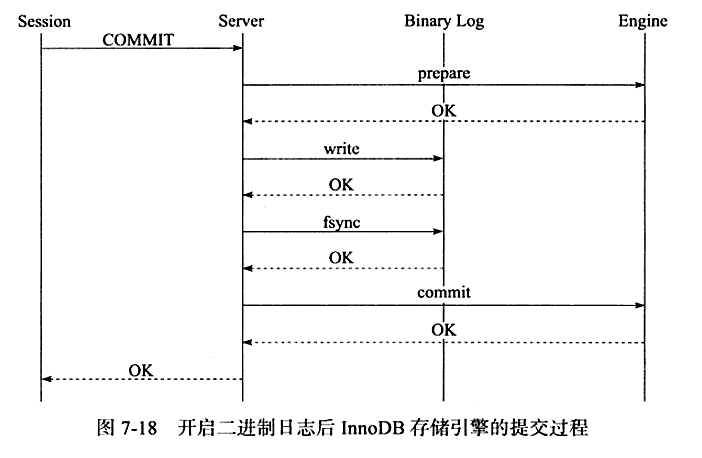 Session Server Binary Log Engine
COMMIT
prepare
OK
write
OK
fsync
OK
commit
OK
OK
图 7-18 开启二进制日志后 InnoDB 存储引擎的提交过程